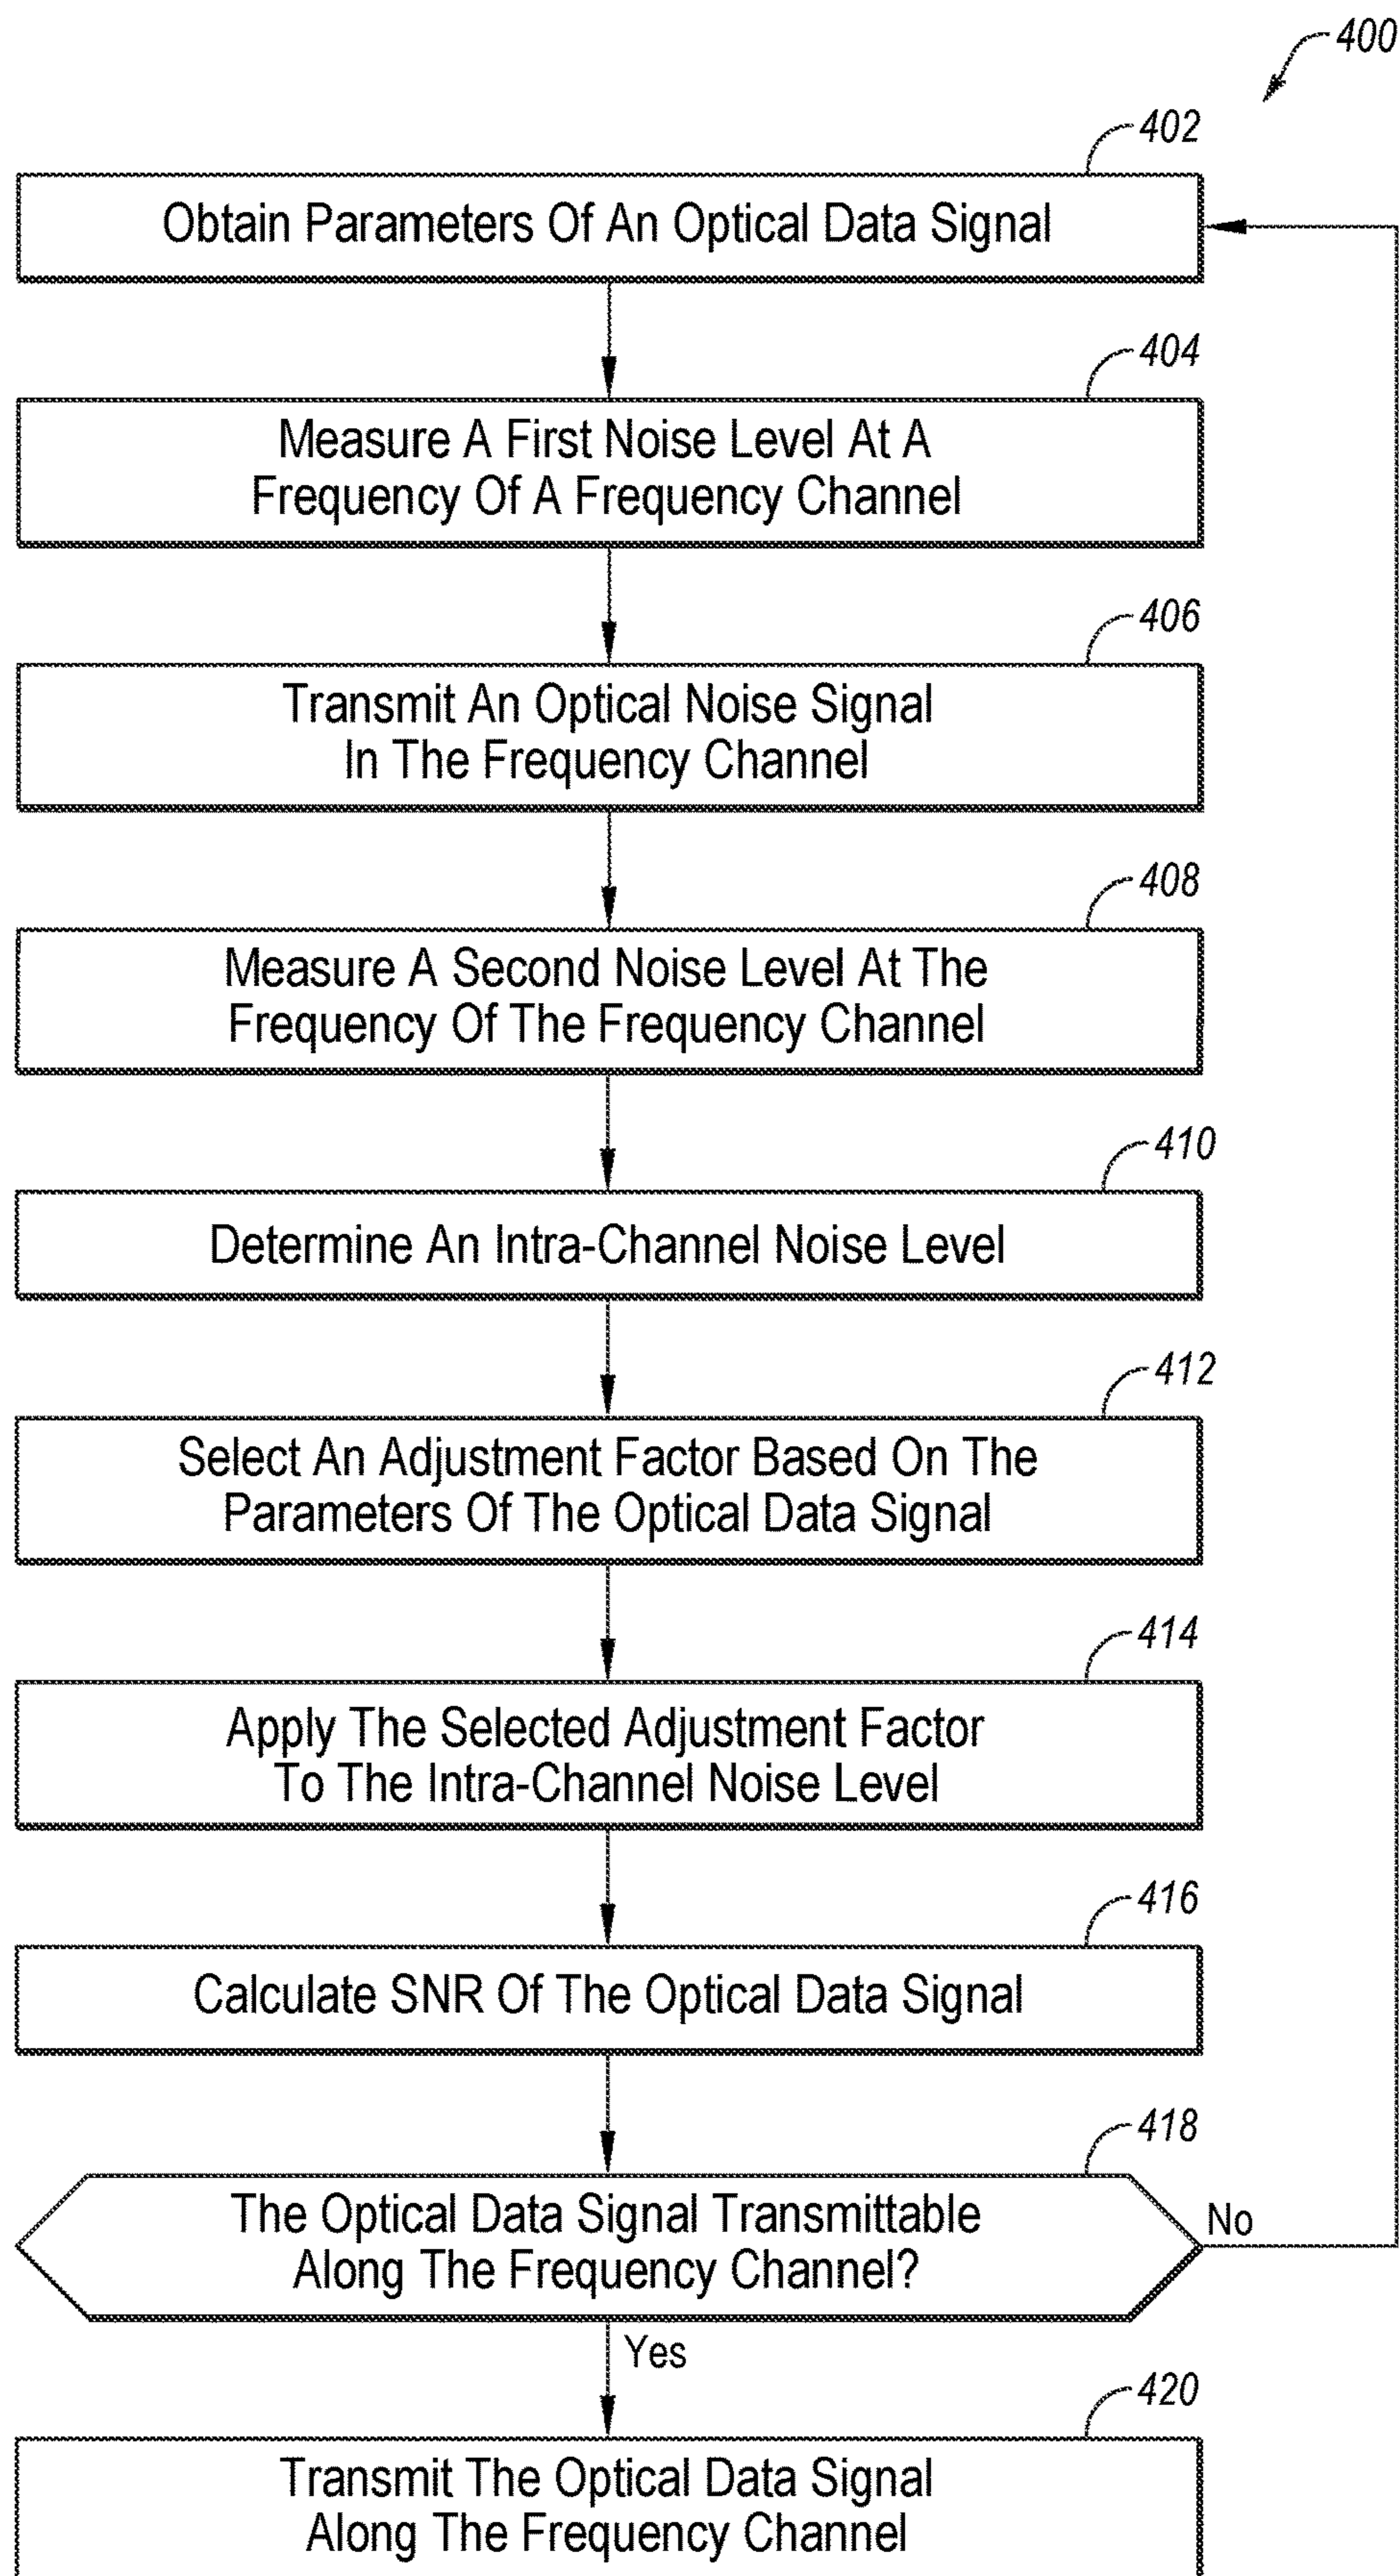 400
402
Obtain Parameters Of An Optical Data Signal
404
Measure A First Noise Level At A
Frequency Of A Frequency Channel
406
Transmit An Optical Noise Signal
In The Frequency Channel
408
Measure A Second Noise Level At The
Frequency Of The Frequency Channel
410
Determine An Intra-Channel Noise Level
412
Select An Adjustment Factor Based On The
Parameters Of The Optical Data Signal
414
Apply The Selected Adjustment Factor
To The Intra-Channel Noise Level
416
Calculate SNR Of The Optical Data Signal
418
The Optical Data Signal Transmittable
Along The Frequency Channel?
No
Yes
420
Transmit The Optical Data Signal
Along The Frequency Channel